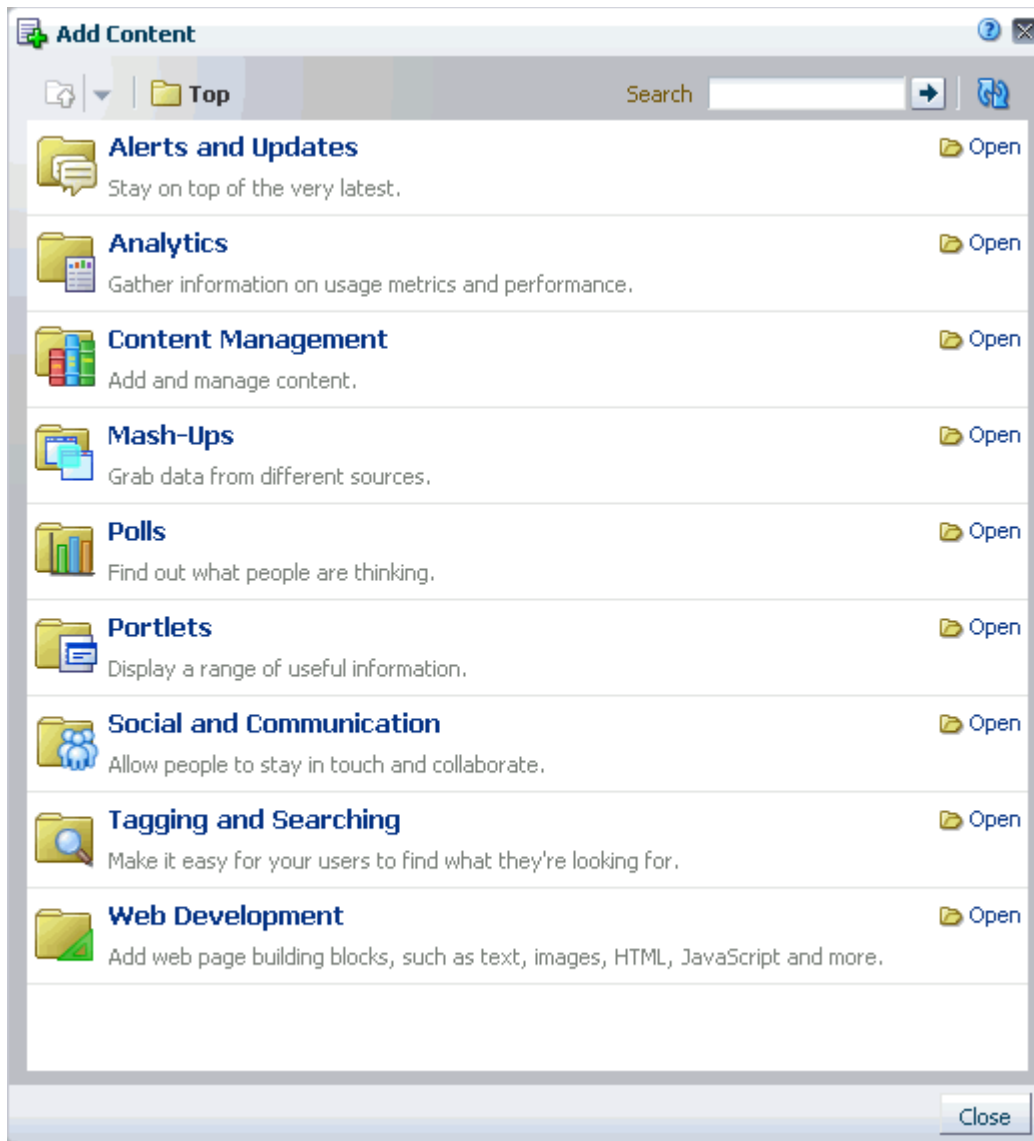 Add Content
Top Search
Alerts and Updates Open
Stay on top of the very latest.
Analytics Open
Gather information on usage metrics and performance.
Content Management Open
Add and manage content.
Mash-Ups Open
Grab data from different sources.
Polls Open
Find out what people are thinking.
Portlets Open
Display a range of useful information.
Social and Communication Open
Allow people to stay in touch and collaborate.
Tagging and Searching Open
Make it easy for your users to find what they're looking for.
Web Development Open
Add web page building blocks, such as text, images, HTML, JavaScript and more.
Close